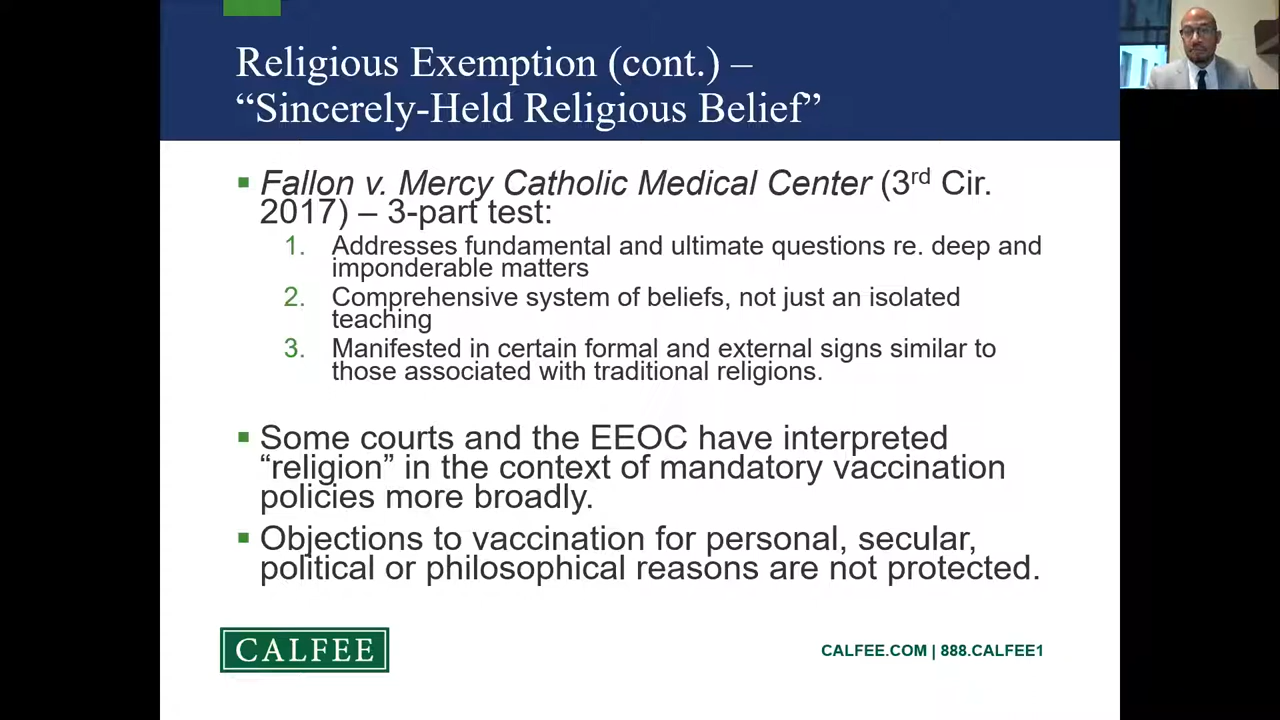 Religious Exemption (cont.) –
“Sincerely-Held Religious Belief”
▪ Fallon v. Mercy Catholic Medical Center (3rd Cir.
2017) – 3-part test:
1. Addresses fundamental and ultimate questions re. deep and
imponderable matters
2. Comprehensive system of beliefs, not just an isolated
teaching
3. Manifested in certain formal and external signs similar to
those associated with traditional religions.
▪ Some courts and the EEOC have interpreted
“religion” in the context of mandatory vaccination
policies more broadly.
▪ Objections to vaccination for personal, secular,
political or philosophical reasons are not protected.
CALFEE
CALFEE.COM | 888.CALFEE1